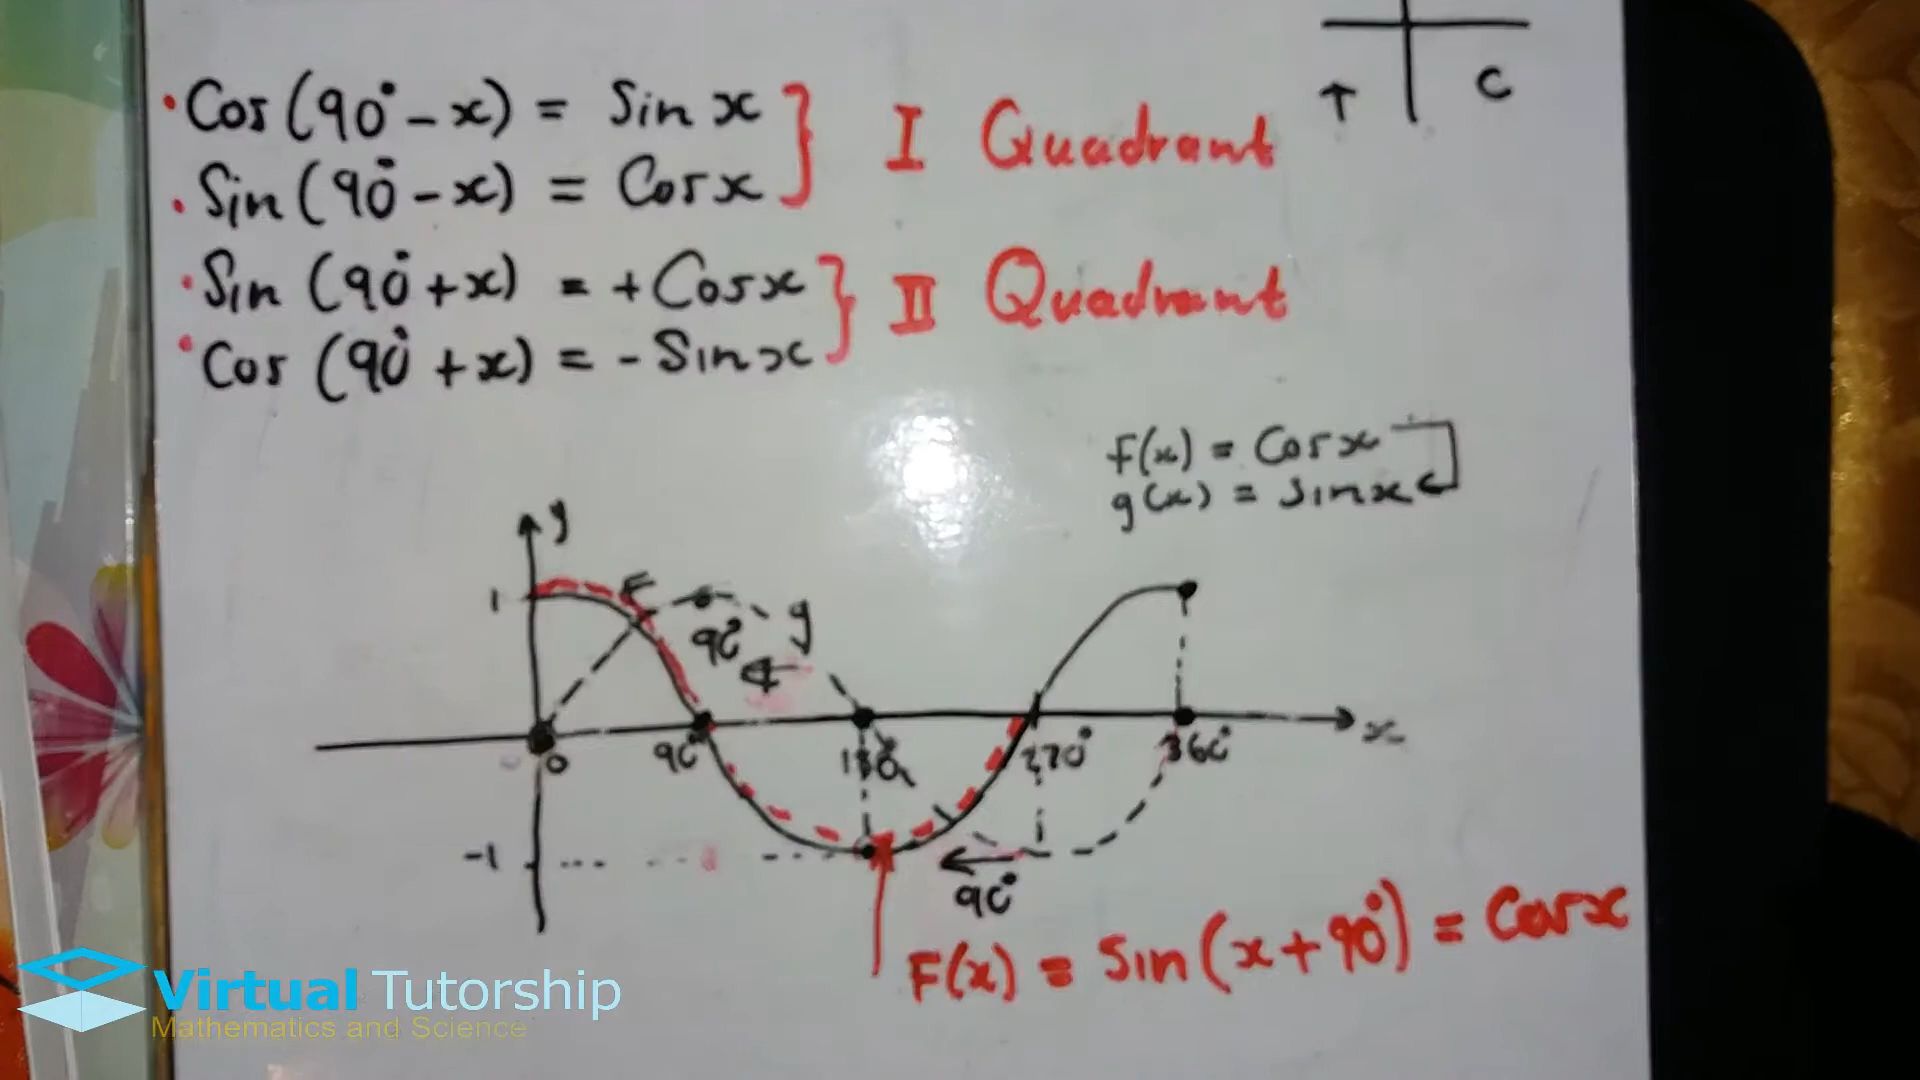 T C
• Cos (90° - x) = Sin x
• Sin (90° - x) = Cos x
I Quadrant
• Sin (90° + x) = + Cos x
• Cos (90° + x) = - Sin x
II Quadrant
F(x) = Cos x
g(x) = Sin x
y
1 F 90° g
0 90° 180° 270° 360° x
-1
90°
F(x) = Sin (x + 90°) = Cos x
Virtual Tutorship
Mathematics and Science